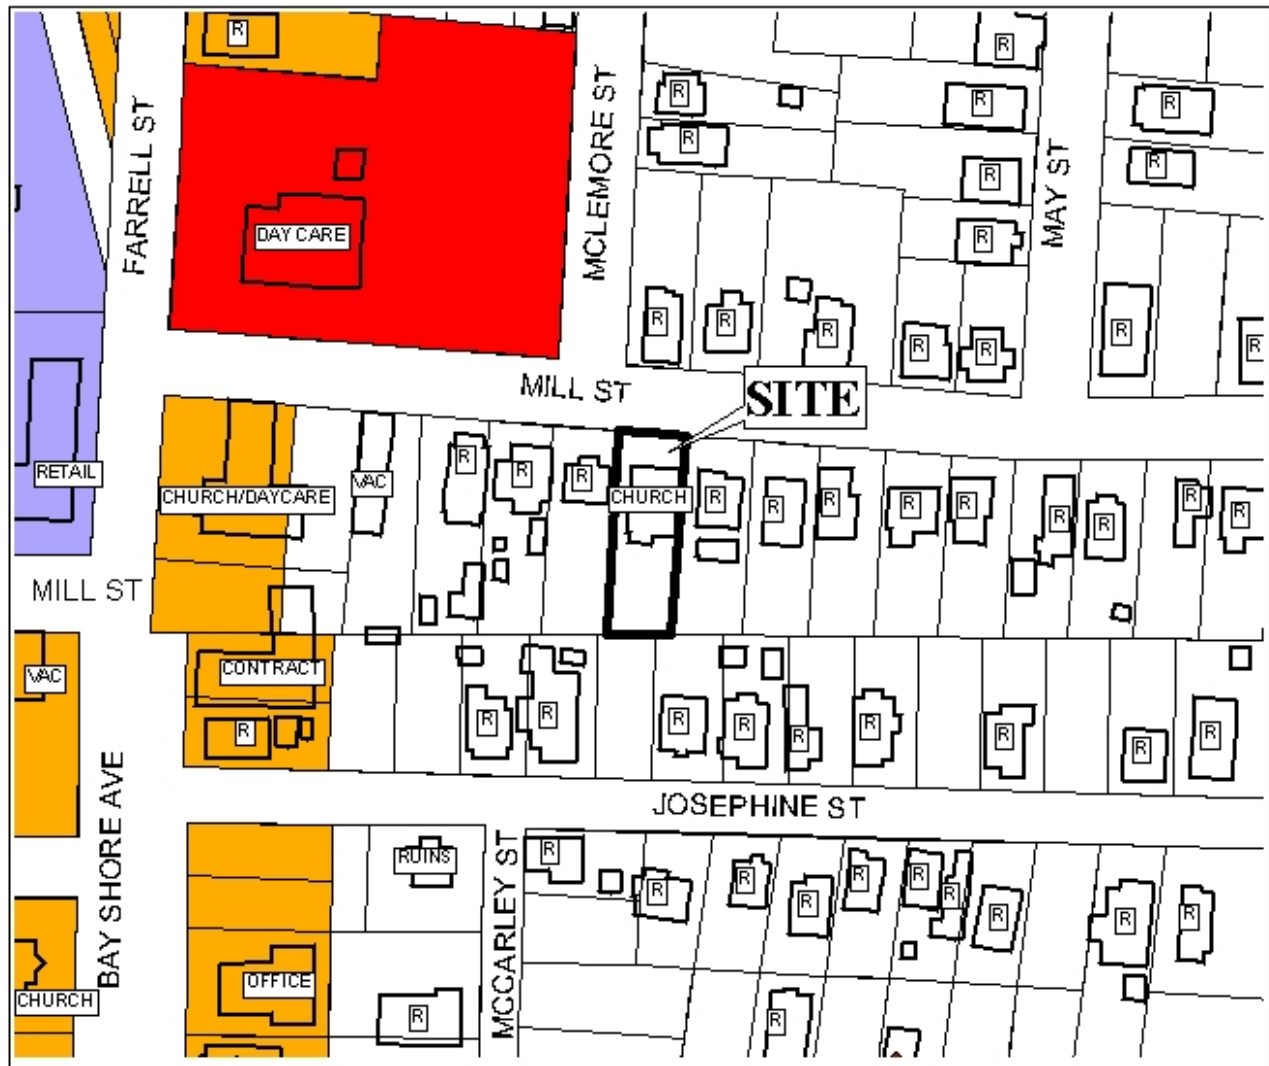 R
FARRELL ST
DAY CARE
MCLEMORE ST
R
R
R
R
R
R
MAY ST
R
R
R
R
R
R
R
R
R
MILL ST
SITE
RETAIL
CHURCH/DAYCARE
VAC
R
R
R
CHURCH
R
R
R
R
R
R
R
R
R
MILL ST
VAC
CONTRACT
R
R
R
R
R
R
R
R
R
R
BAY SHORE AVE
JOSEPHINE ST
RUINS
MCCARLEY ST
R
R
R
R
R
R
R
R
R
R
OFFICE
CHURCH
R
R